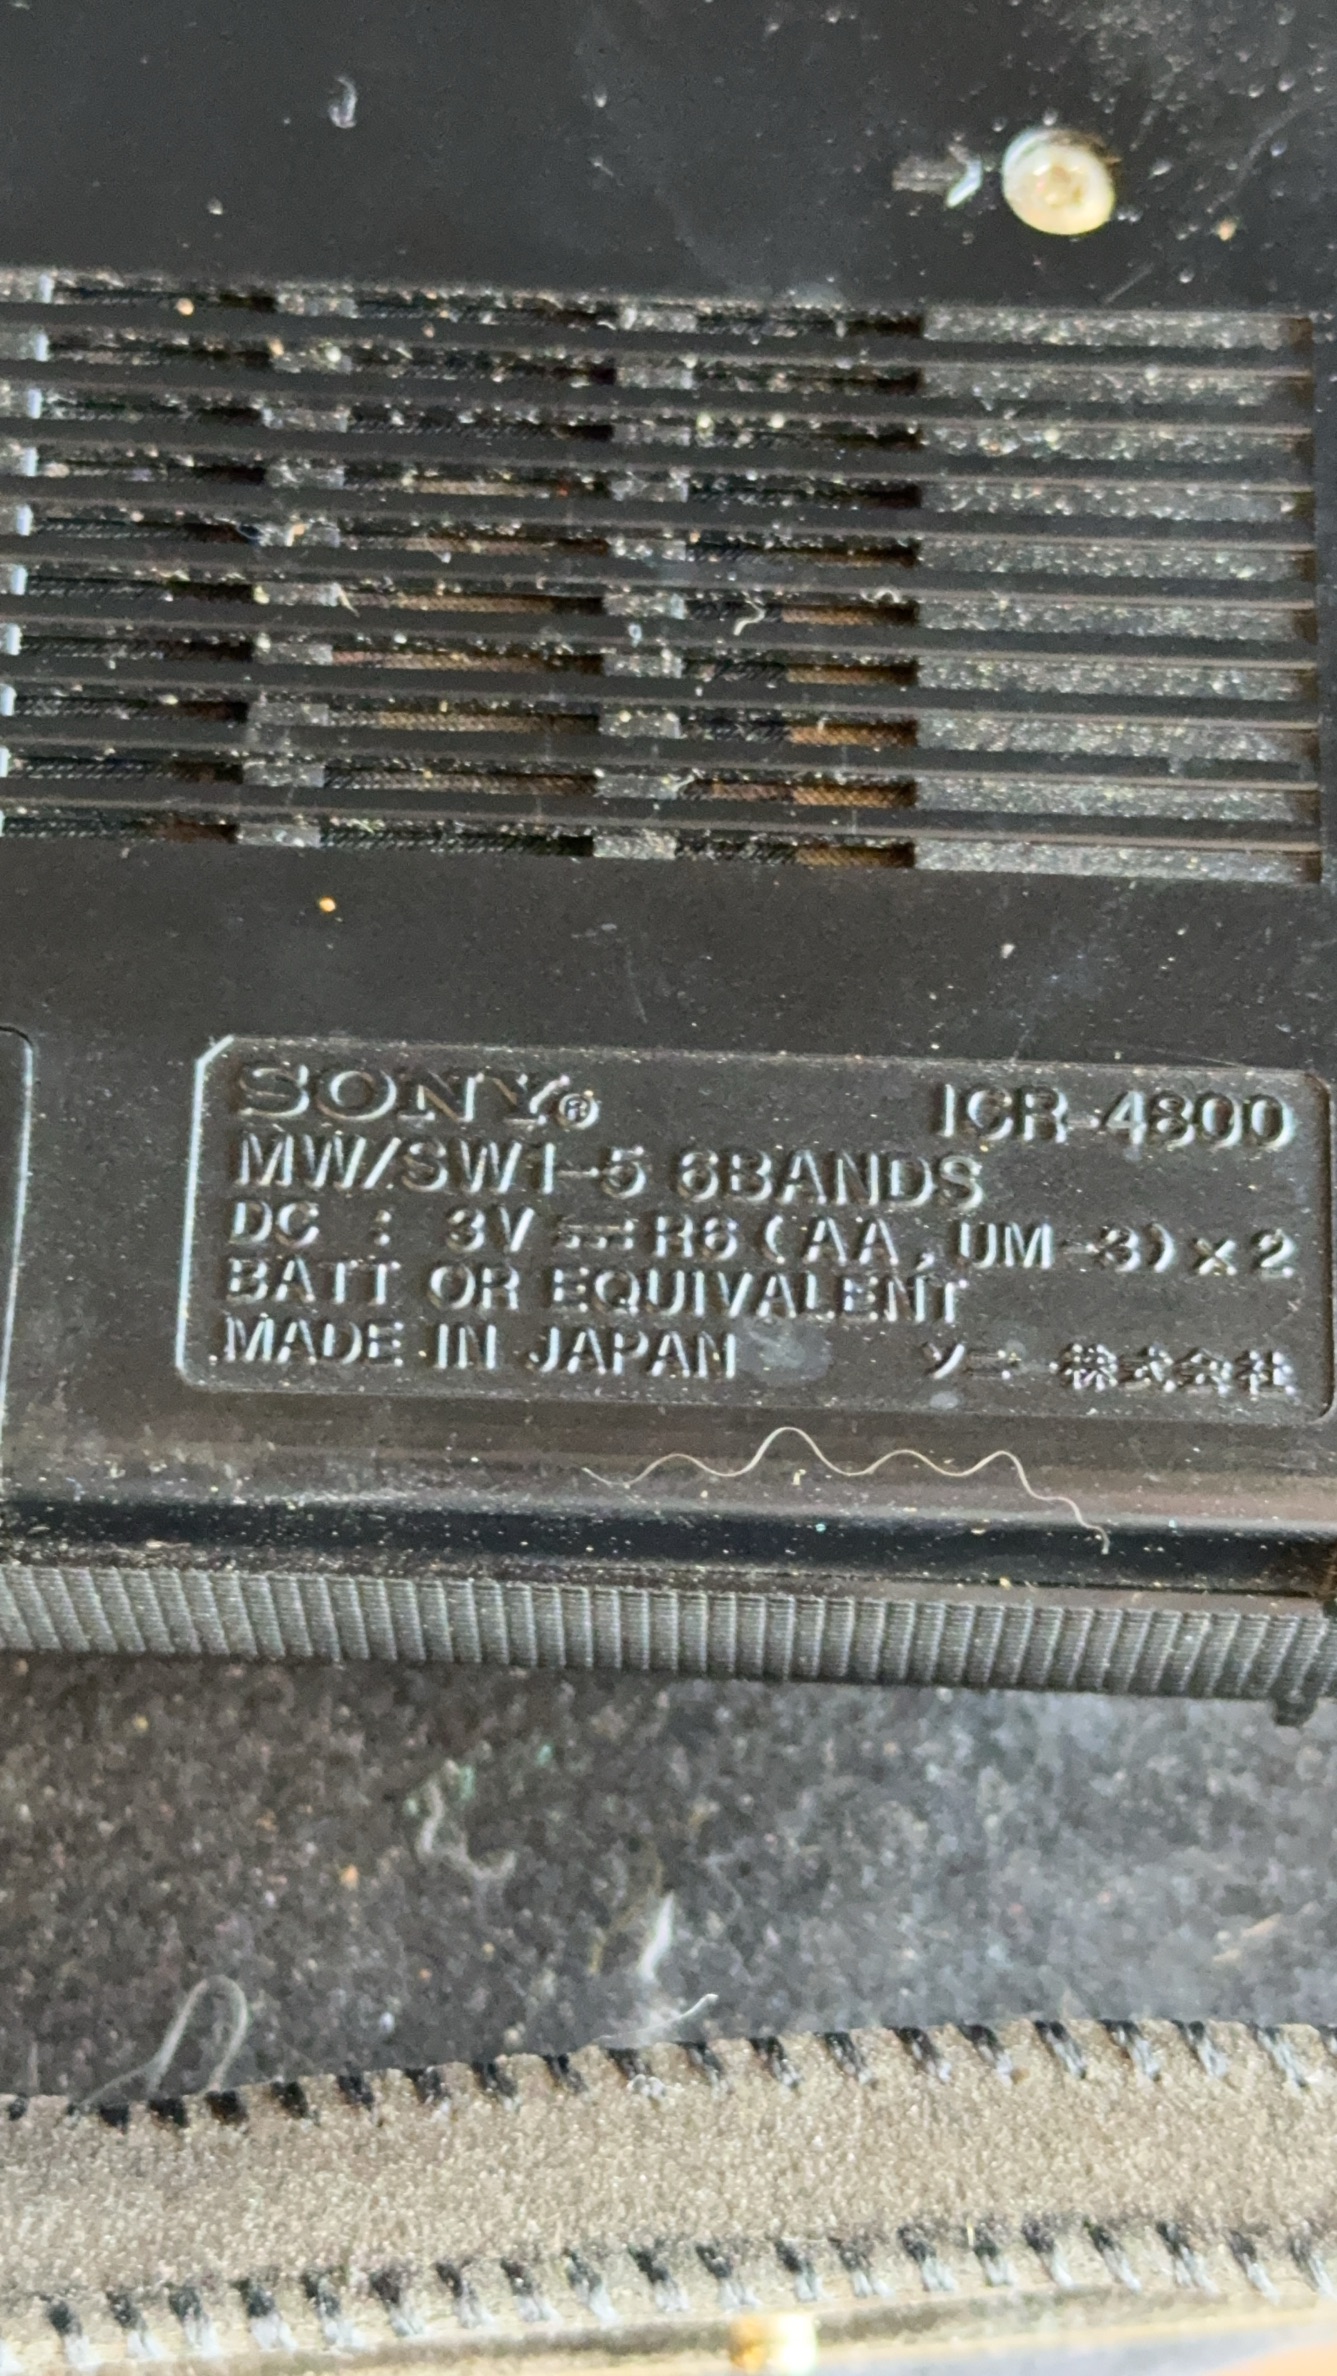 SONY® ICR-4800
MW/SW1-5 6BANDS
DC : 3V ⎓ R6 (AA, UM-3) x 2
BATT OR EQUIVALENT
MADE IN JAPAN ソニー株式会社